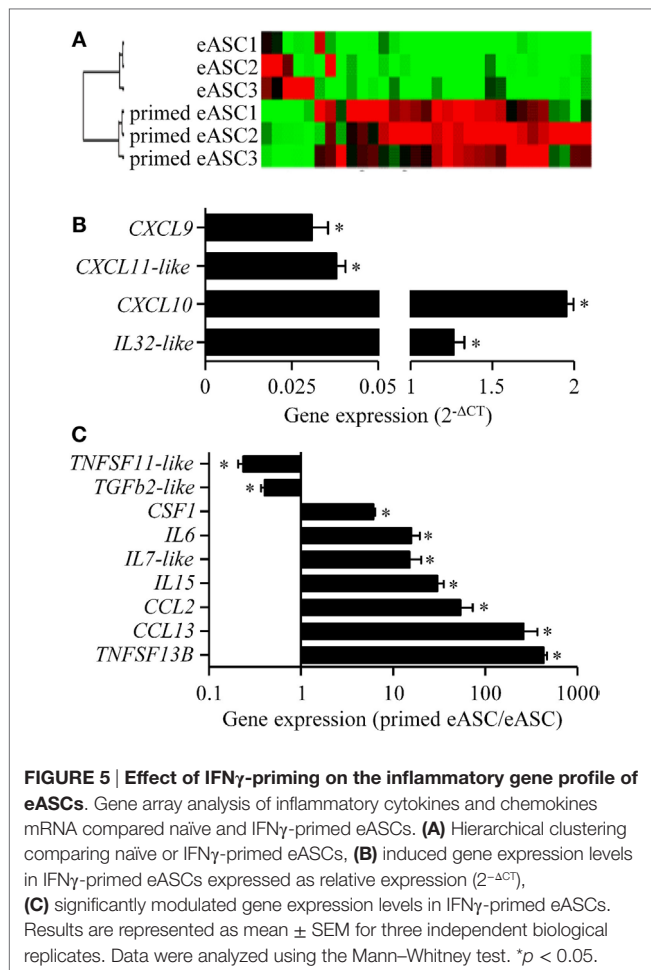 A
eASC1
eASC2
eASC3
primed eASC1
primed eASC2
primed eASC3
B
CXCL9
*
CXCL11-like
*
CXCL10
*
IL32-like
*
0 0.025 0.05 1 1.5 2
Gene expression (2-ΔCT)
C
TNFSF11-like
*
TGFb2-like
*
CSF1
*
IL6
*
IL7-like
*
IL15
*
CCL2
*
CCL13
*
TNFSF13B
*
0.1 1 10 100 1000
Gene expression (primed eASC/eASC)
FIGURE 5 | Effect of IFNγ-priming on the inflammatory gene profile of
eASCs. Gene array analysis of inflammatory cytokines and chemokines
mRNA compared naïve and IFNγ-primed eASCs. (A) Hierarchical clustering
comparing naïve or IFNγ-primed eASCs, (B) induced gene expression levels
in IFNγ-primed eASCs expressed as relative expression (2−ΔCT),
(C) significantly modulated gene expression levels in IFNγ-primed eASCs.
Results are represented as mean ± SEM for three independent biological
replicates. Data were analyzed using the Mann–Whitney test. *p < 0.05.